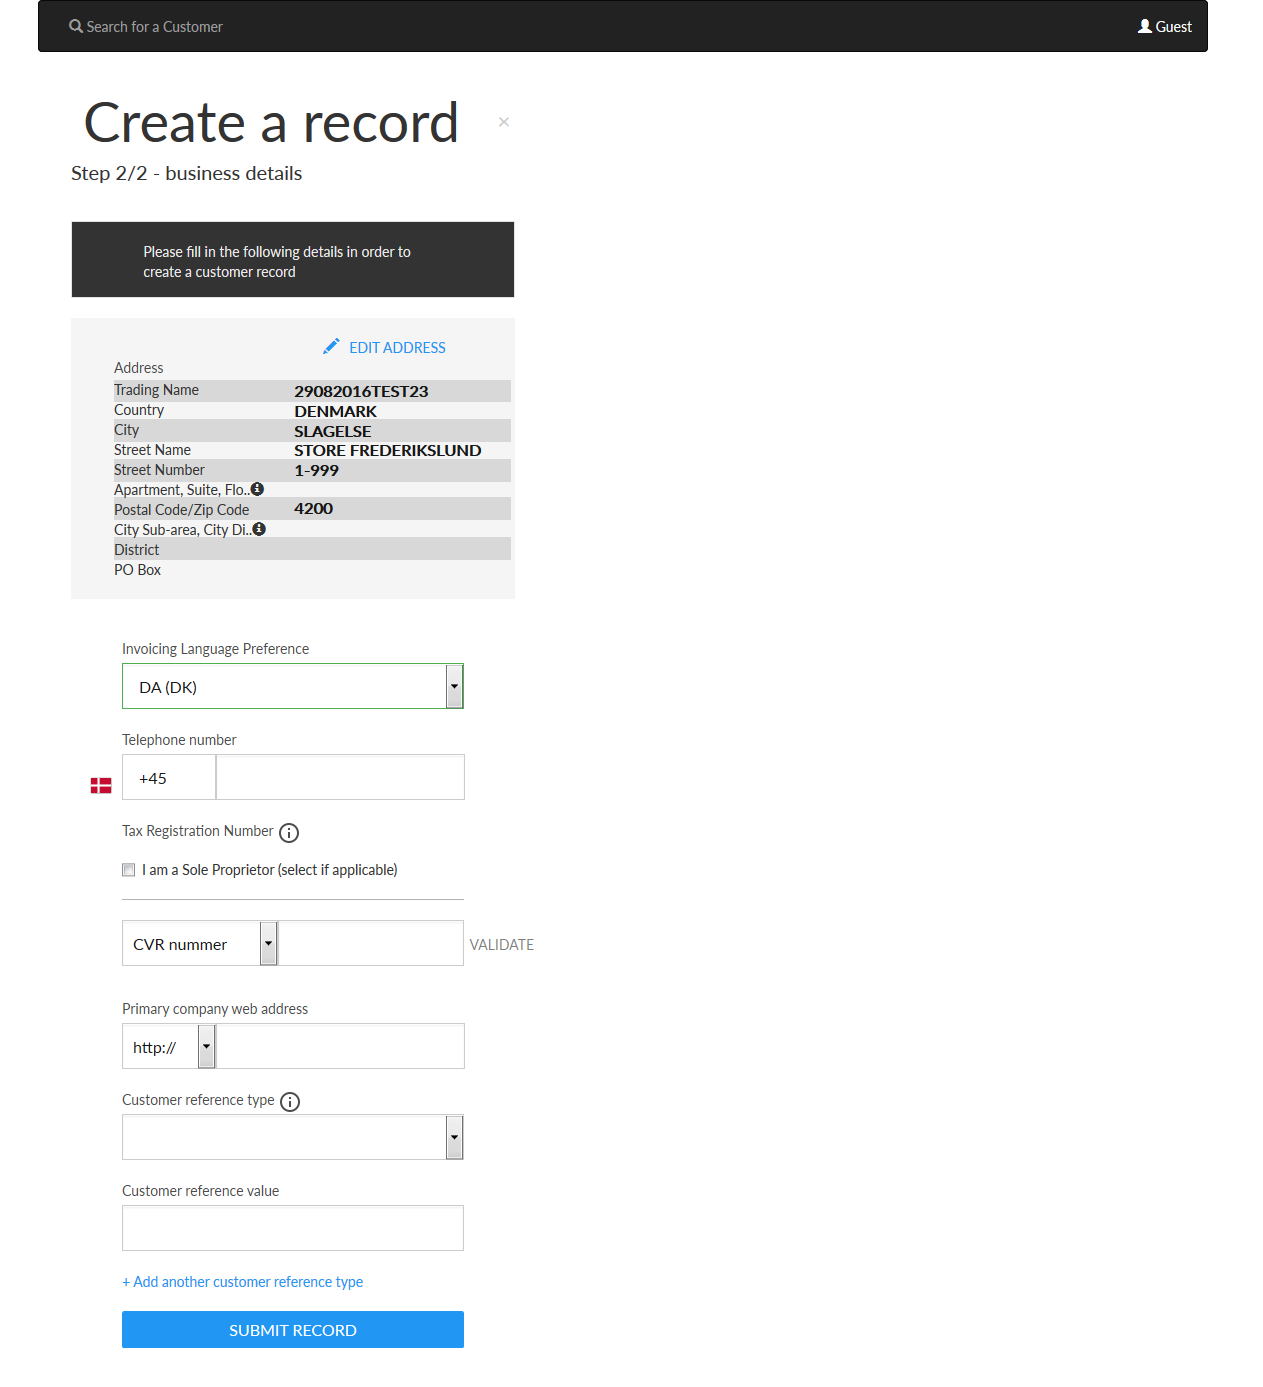 Search for a Customer
Guest
Create a record
×
Step 2/2 - business details
Please fill in the following details in order to
create a customer record
EDIT ADDRESS
Address
Trading Name 29082016TEST23
Country DENMARK
City SLAGELSE
Street Name STORE FREDERIKSLUND
Street Number 1-999
Apartment, Suite, Flo..
Postal Code/Zip Code 4200
City Sub-area, City Di..
District
PO Box
Invoicing Language Preference
DA (DK)
Telephone number
+45
Tax Registration Number
I am a Sole Proprietor (select if applicable)
CVR nummer VALIDATE
Primary company web address
http://
Customer reference type
Customer reference value
+ Add another customer reference type
SUBMIT RECORD